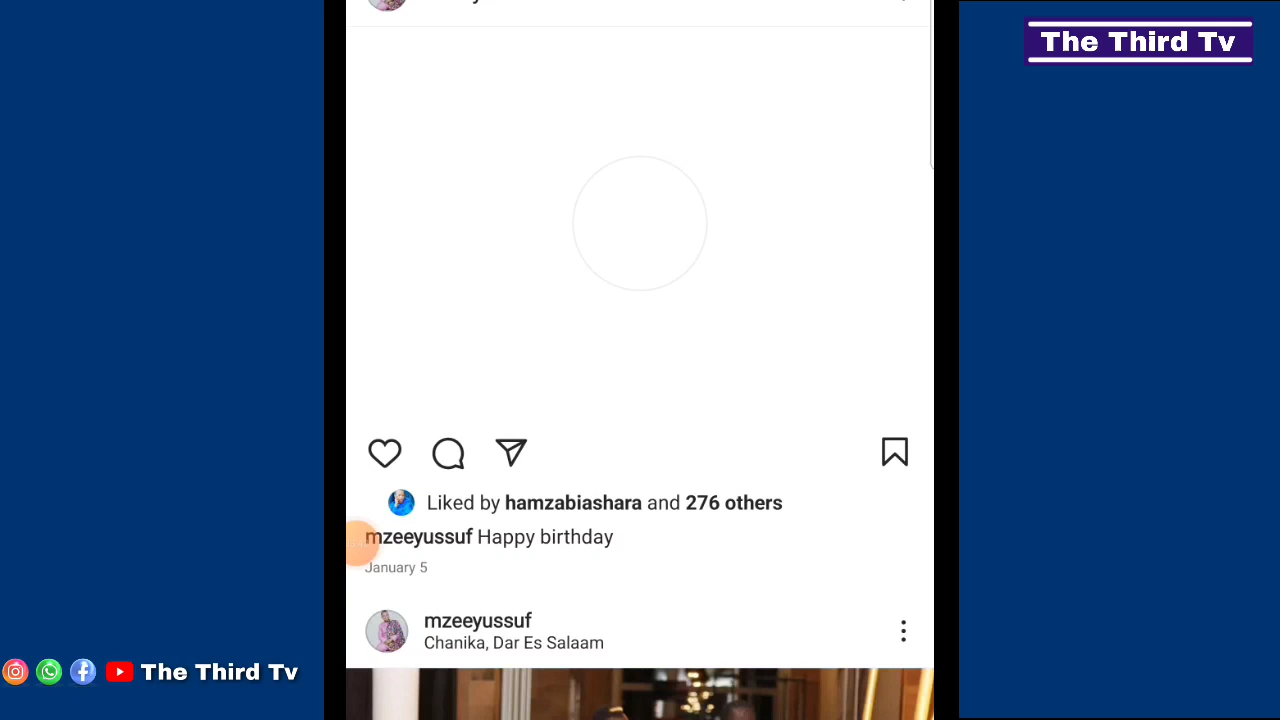 The Third Tv
Liked by hamzabiashara and 276 others
mzeeyussuf Happy birthday
January 5
mzeeyussuf
Chanika, Dar Es Salaam
The Third Tv